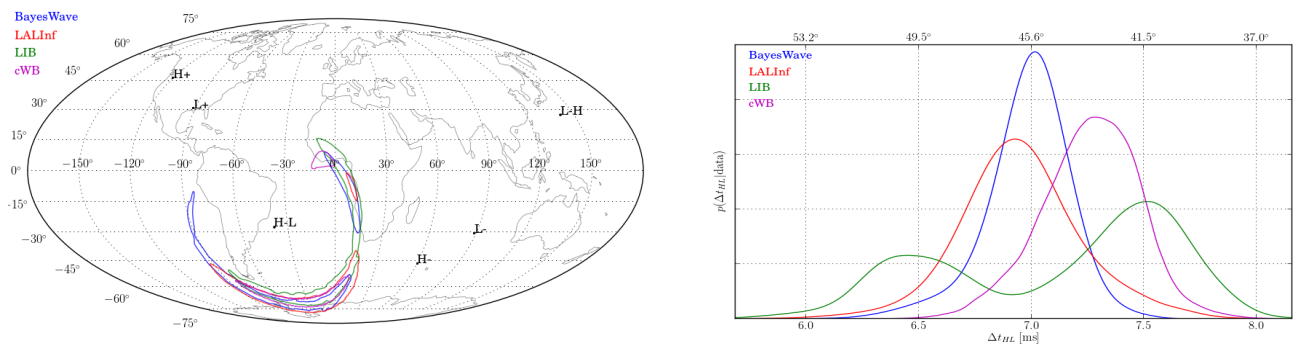 BayesWave
LALInf
LIB
cWB
75°
60°
45°
30°
15°
0°
-15°
−30°
−45°
−60°
−75°
−150°
−120°
−90°
−60°
−30°
0°
30°
60°
90°
120°
150°
H+
L+
L-H
H-L
L-
H-
53.2°
49.5°
45.6°
41.5°
37.0°
BayesWave
LALInf
LIB
cWB
p(Δt_HL|data)
6.0
6.5
7.0
7.5
8.0
Δt_HL [ms]